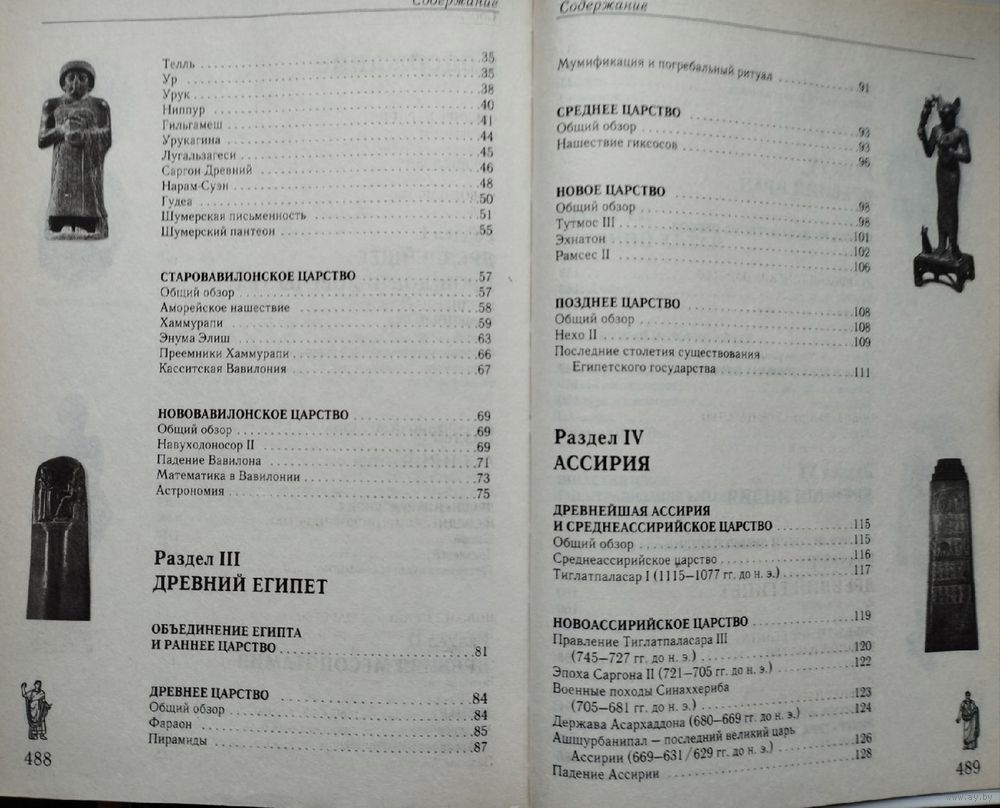 Содержание
Телль 35
Ур 35
Урук 38
Ниппур 40
Гильгамеш 41
Урукагина 44
Лугальзагеси 45
Саргон Древний 46
Нарам-Суэн 48
Гудеа 50
Шумерская письменность 51
Шумерский пантеон 55
СТАРОВАВИЛОНСКОЕ ЦАРСТВО 57
Общий обзор 57
Аморейское нашествие 58
Хаммурапи 59
Энума Элиш 63
Преемники Хаммурапи 66
Касситская Вавилония 67
НОВОВАВИЛОНСКОЕ ЦАРСТВО 69
Общий обзор 69
Навуходоносор II 69
Падение Вавилона 71
Математика в Вавилонии 73
Астрономия 75
Раздел III
ДРЕВНИЙ ЕГИПЕТ
ОБЪЕДИНЕНИЕ ЕГИПТА
И РАННЕЕ ЦАРСТВО 81
ДРЕВНЕЕ ЦАРСТВО 84
Общий обзор 84
Фараон 85
Пирамиды 87
488
Содержание
Мумификация и погребальный ритуал 91
СРЕДНЕЕ ЦАРСТВО 93
Общий обзор 93
Нашествие гиксосов 96
НОВОЕ ЦАРСТВО 98
Общий обзор 98
Тутмос III 101
Эхнатон 102
Рамсес II 106
ПОЗДНЕЕ ЦАРСТВО 108
Общий обзор 108
Нехо II 109
Последние столетия существования
Египетского государства 111
Раздел IV
АССИРИЯ
ДРЕВНЕЙШАЯ АССИРИЯ
И СРЕДНЕАССИРИЙСКОЕ ЦАРСТВО 115
Общий обзор 115
Среднеассирийское царство 116
Тиглатпаласар I (1115–1077 гг. до н. э.) 117
НОВОАССИРИЙСКОЕ ЦАРСТВО 119
Правление Тиглатпаласара III
(745–727 гг. до н. э.) 120
Эпоха Саргона II (721–705 гг. до н. э.) 122
Военные походы Синаххериба
(705–681 гг. до н. э.) 123
Держава Асархаддона (680–669 гг. до н. э.) 124
Ашшурбанипал — последний великий царь
Ассирии (669–631/629 гг. до н. э.) 126
Падение Ассирии 128
489
www.ay.by